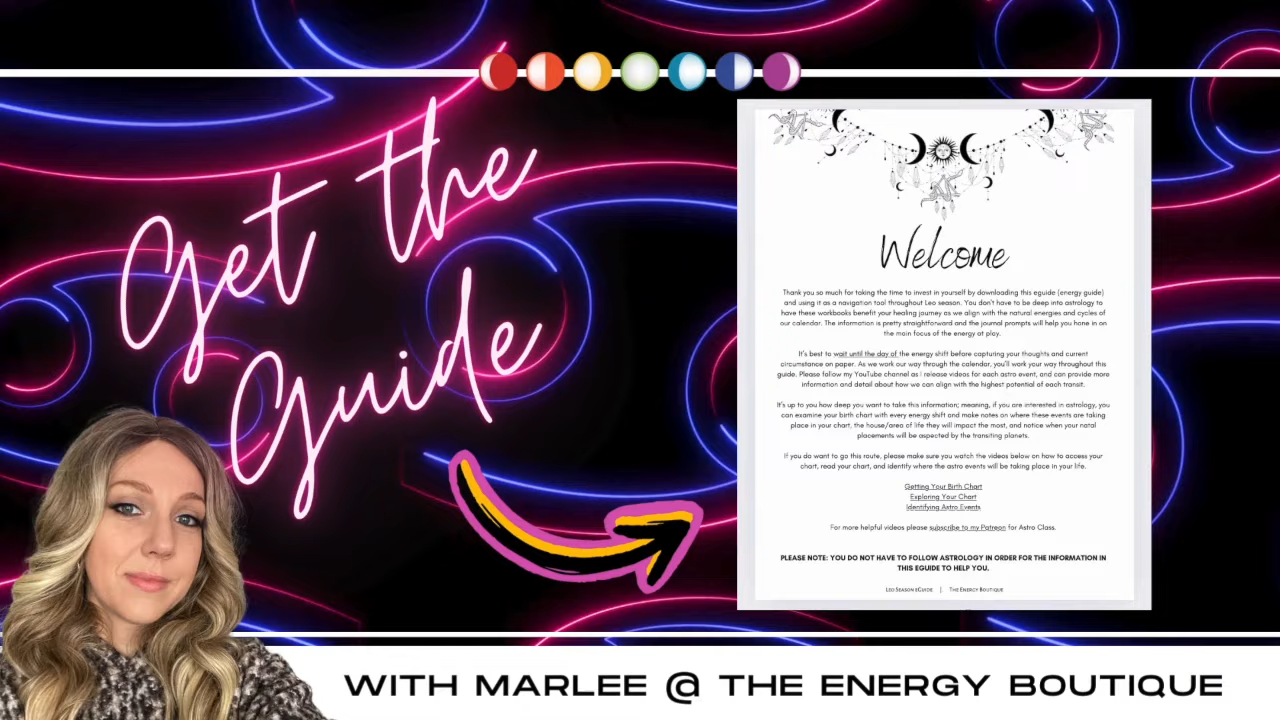 Get the
Guide
Welcome
Thank you so much for taking the time to invest in yourself by downloading this eguide (energy guide)
and using it as a navigation tool throughout Leo season. You don't have to be deep into astrology to
have these workbooks benefit your healing journey as we align with the natural energies and cycles of
our calendar. The information is pretty straightforward and the journal prompts will help you hone in on
the main focus of the energy at play.
It's best to wait until the day of the energy shift before capturing your thoughts and current
circumstance on paper. As we work our way through the calendar, you'll work your way throughout this
guide. Please follow my YouTube channel as I release videos for each astro event, and can provide more
information and detail about how we can align with the highest potential of each transit.
It's up to you how deep you want to take this information; meaning, if you are interested in astrology, you
can examine your birth chart with every energy shift and make notes on where these events are taking
place in your chart, the house/area of life they will impact the most, and notice when your natal
placements will be aspected by the transiting planets.
If you do want to go this route, please make sure you watch the videos below on how to access your
chart, read your chart, and identify where the astro events will be taking place in your life.
Getting Your Birth Chart
Exploring Your Chart
Identifying Astro Events
For more helpful videos please subscribe to my Patreon for Astro Class.
PLEASE NOTE: YOU DO NOT HAVE TO FOLLOW ASTROLOGY IN ORDER FOR THE INFORMATION IN
THIS EGUIDE TO HELP YOU.
Leo Season eGuide | The Energy Boutique
WITH MARLEE @ THE ENERGY BOUTIQUE